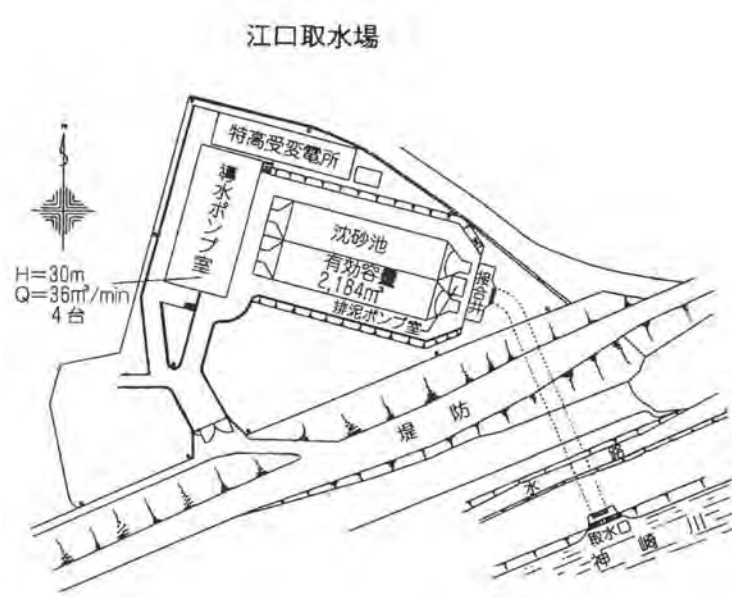 江口取水場
特高受変電所
導水ポンプ室
H=30m
Q=36m³/min
4台
沈砂池
有効容量
2,184m³
排泥ポンプ室
接合井
堤防
水路
取水口
神崎川